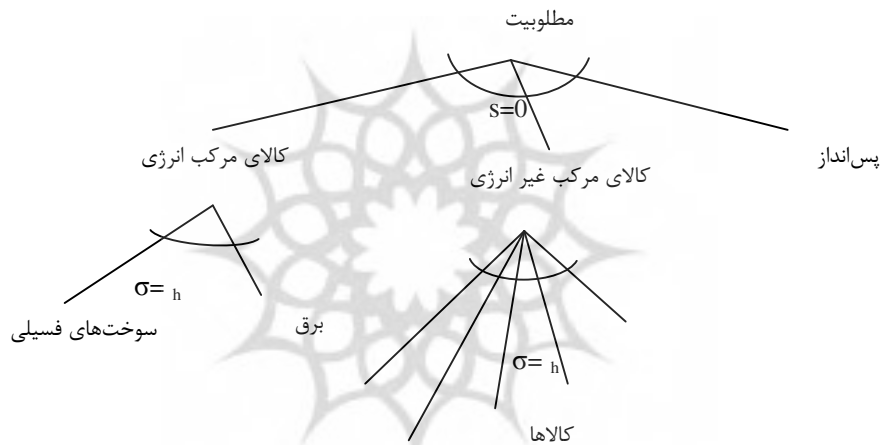 مطلوبیت
s=0
پس‌انداز
کالای مرکب غیر انرژی
کالای مرکب انرژی
σ= h
سوخت‌های فسیلی
برق
σ= h
کالاها